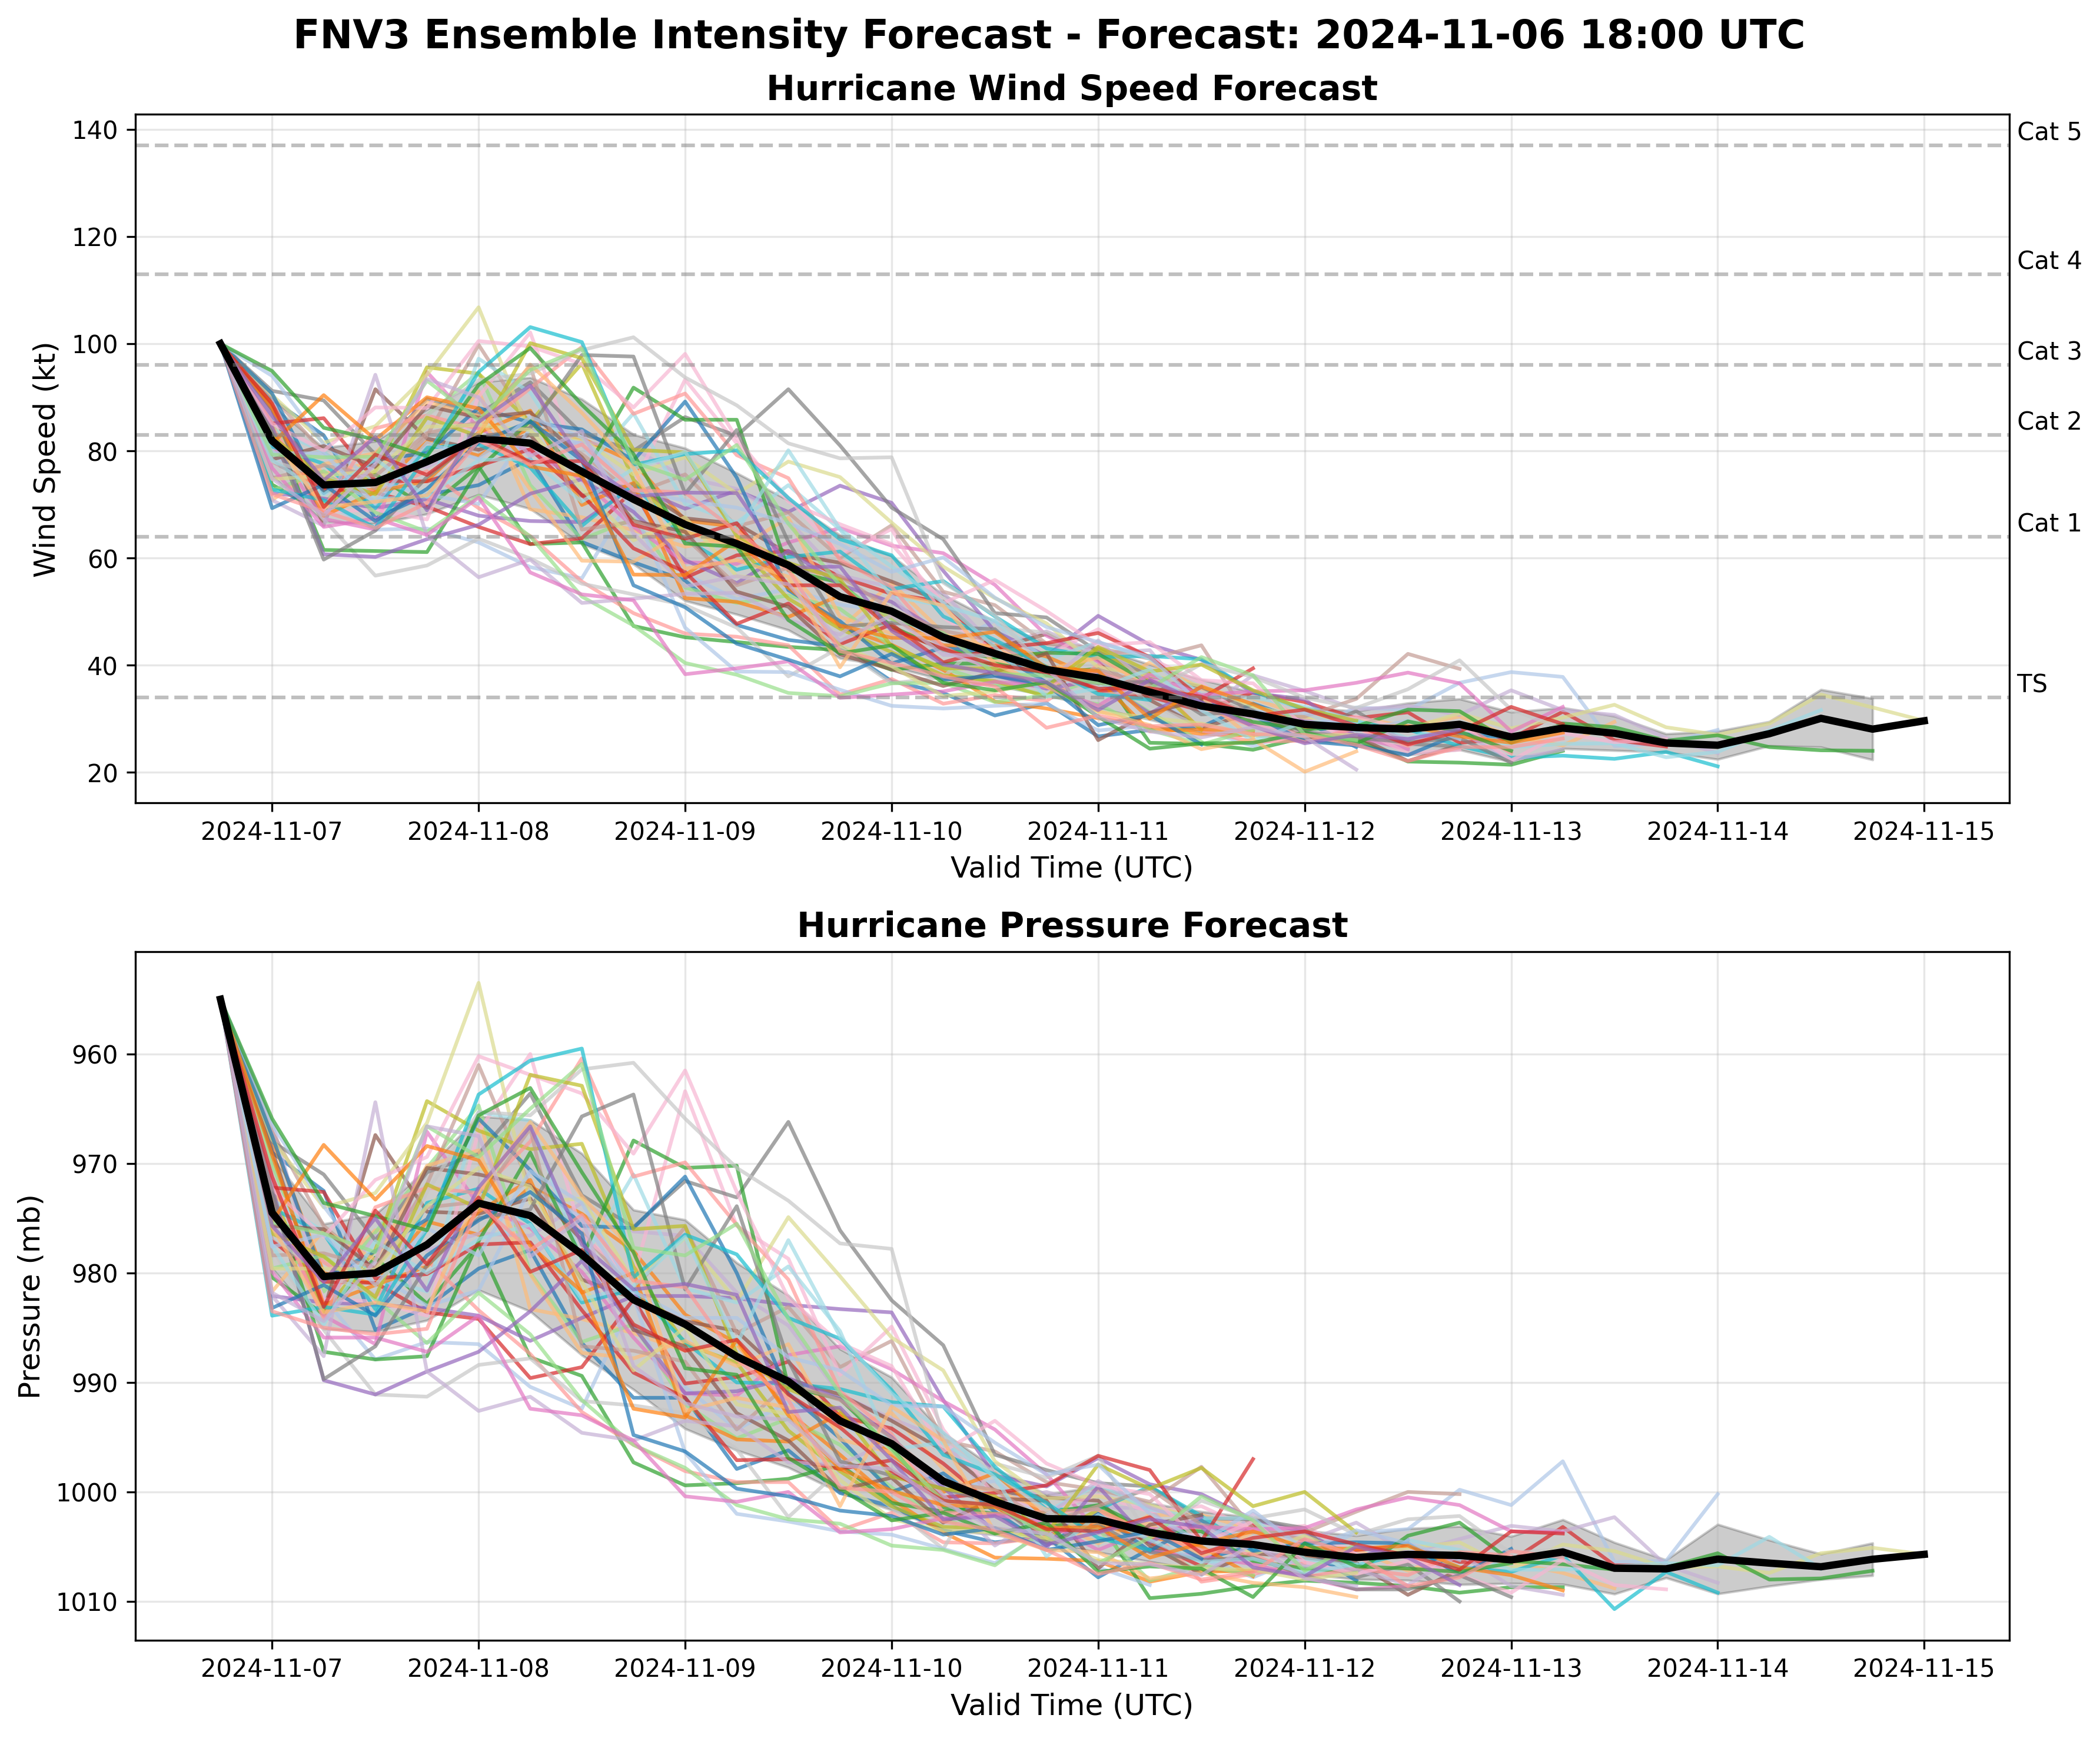 FNV3 Ensemble Intensity Forecast - Forecast: 2024-11-06 18:00 UTC
Hurricane Wind Speed Forecast
Wind Speed (kt)
140
120
100
80
60
40
20
Cat 5
Cat 4
Cat 3
Cat 2
Cat 1
TS
2024-11-07 2024-11-08 2024-11-09 2024-11-10 2024-11-11 2024-11-12 2024-11-13 2024-11-14 2024-11-15
Valid Time (UTC)
Hurricane Pressure Forecast
Pressure (mb)
960
970
980
990
1000
1010
2024-11-07 2024-11-08 2024-11-09 2024-11-10 2024-11-11 2024-11-12 2024-11-13 2024-11-14 2024-11-15
Valid Time (UTC)